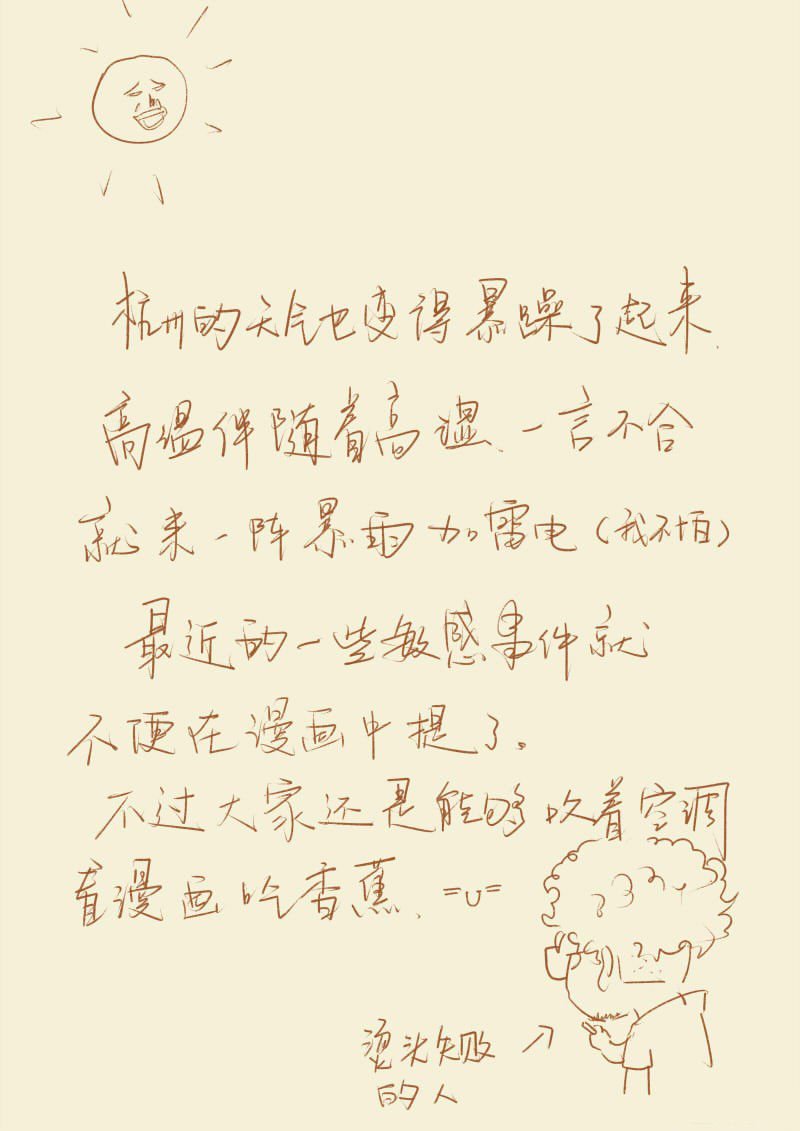 杭州的天气也变得暴躁了起来.
高温伴随着高湿、一言不合
就来一阵暴雨加雷电(我不怕)
最近的一些敏感事件就
不便在漫画中提了。
不过大家还是能够吹着空调
看漫画吃香蕉、=u=
烫头失败
的人